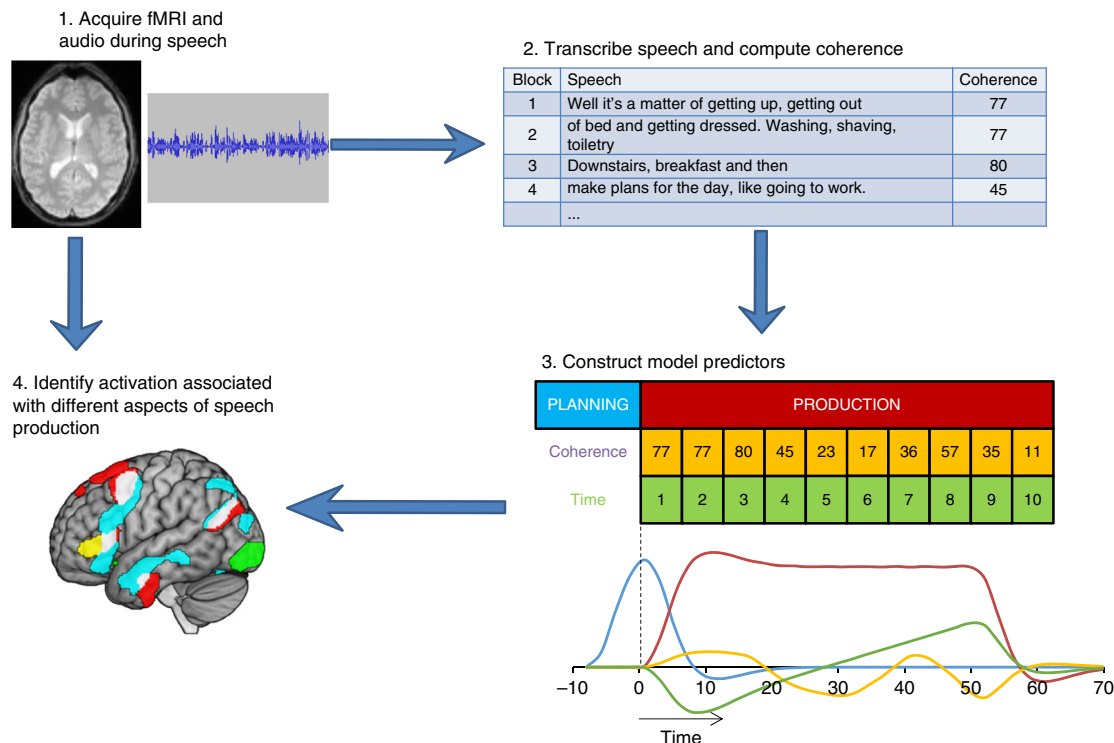 1. Acquire fMRI and
audio during speech
2. Transcribe speech and compute coherence
Block Speech Coherence
1 Well it's a matter of getting up, getting out 77
2 of bed and getting dressed. Washing, shaving,
toiletry 77
3 Downstairs, breakfast and then 80
4 make plans for the day, like going to work. 45
...
3. Construct model predictors
PLANNING PRODUCTION
Coherence 77 77 80 45 23 17 36 57 35 11
Time 1 2 3 4 5 6 7 8 9 10
4. Identify activation associated
with different aspects of speech
production
–10 0 10 20 30 40 50 60 70
Time